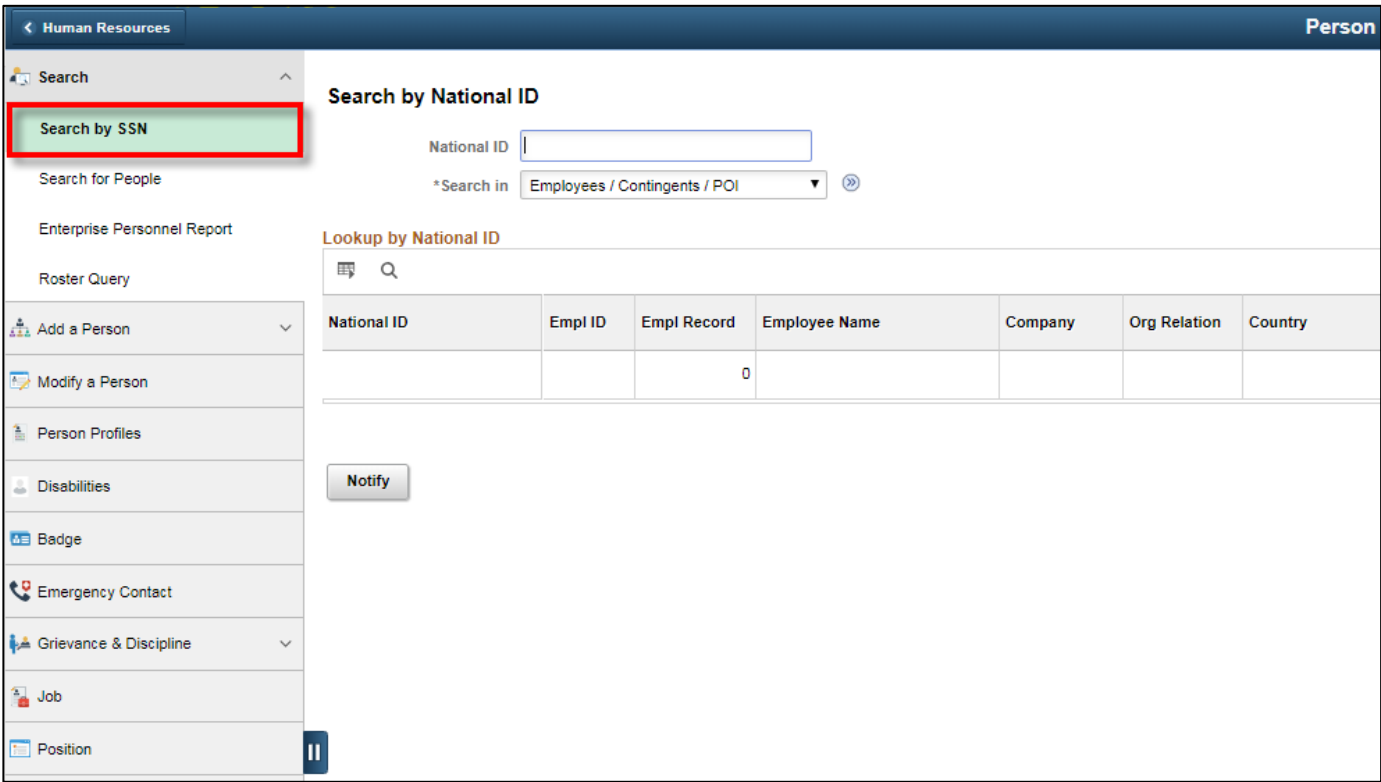 Human Resources
Person
Search
Search by SSN
Search for People
Enterprise Personnel Report
Roster Query
Add a Person
Modify a Person
Person Profiles
Disabilities
Badge
Emergency Contact
Grievance & Discipline
Job
Position
Search by National ID
National ID
*Search in Employees / Contingents / POI
Lookup by National ID
National ID Empl ID Empl Record Employee Name Company Org Relation Country
0
Notify